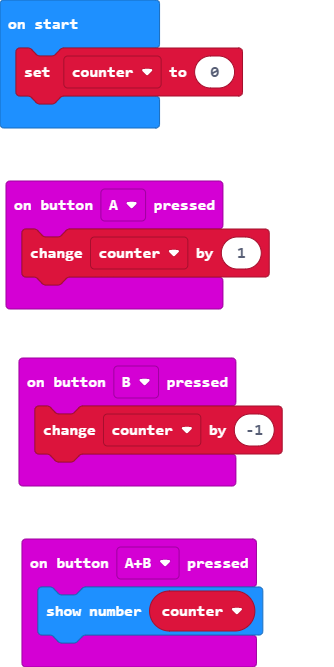 on start
set counter to 0
on button A pressed
change counter by 1
on button B pressed
change counter by -1
on button A+B pressed
show number counter